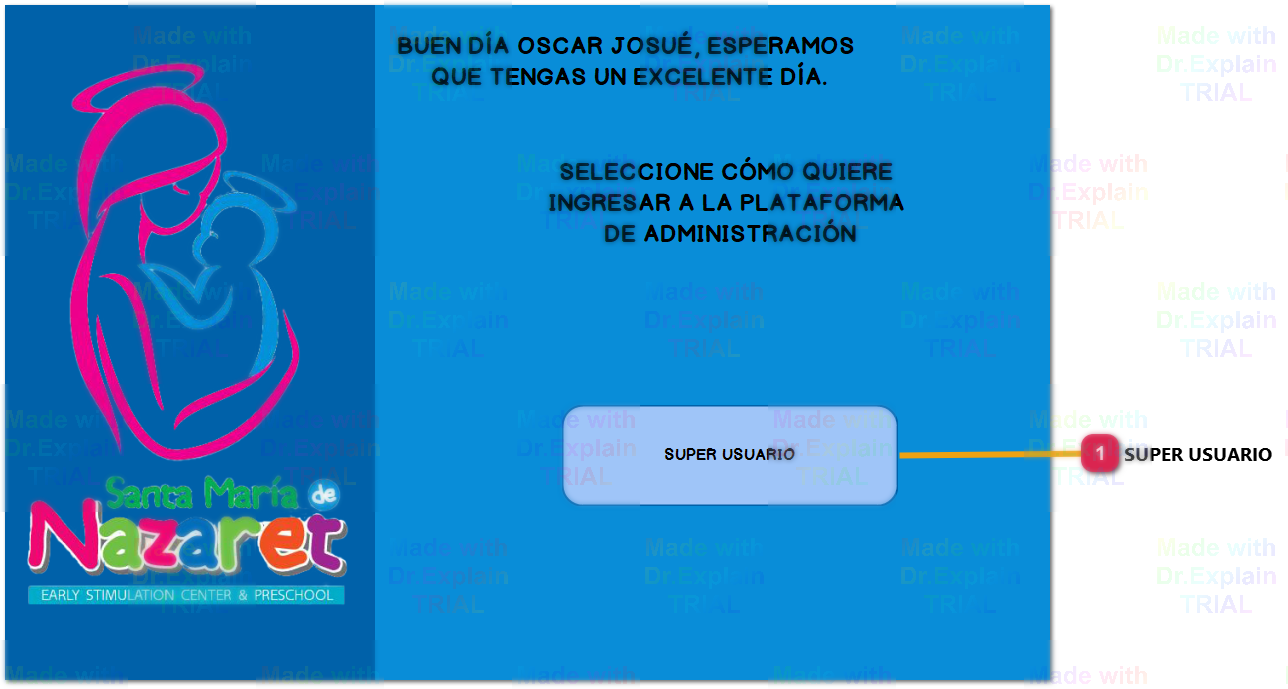 BUEN DÍA OSCAR JOSUÉ, ESPERAMOS
QUE TENGAS UN EXCELENTE DÍA.
SELECCIONE CÓMO QUIERE
INGRESAR A LA PLATAFORMA
DE ADMINISTRACIÓN
SUPER USUARIO
1 SUPER USUARIO
Santa María de
Nazaret
EARLY STIMULATION CENTER & PRESCHOOL
Made with
Dr.Explain
TRIAL